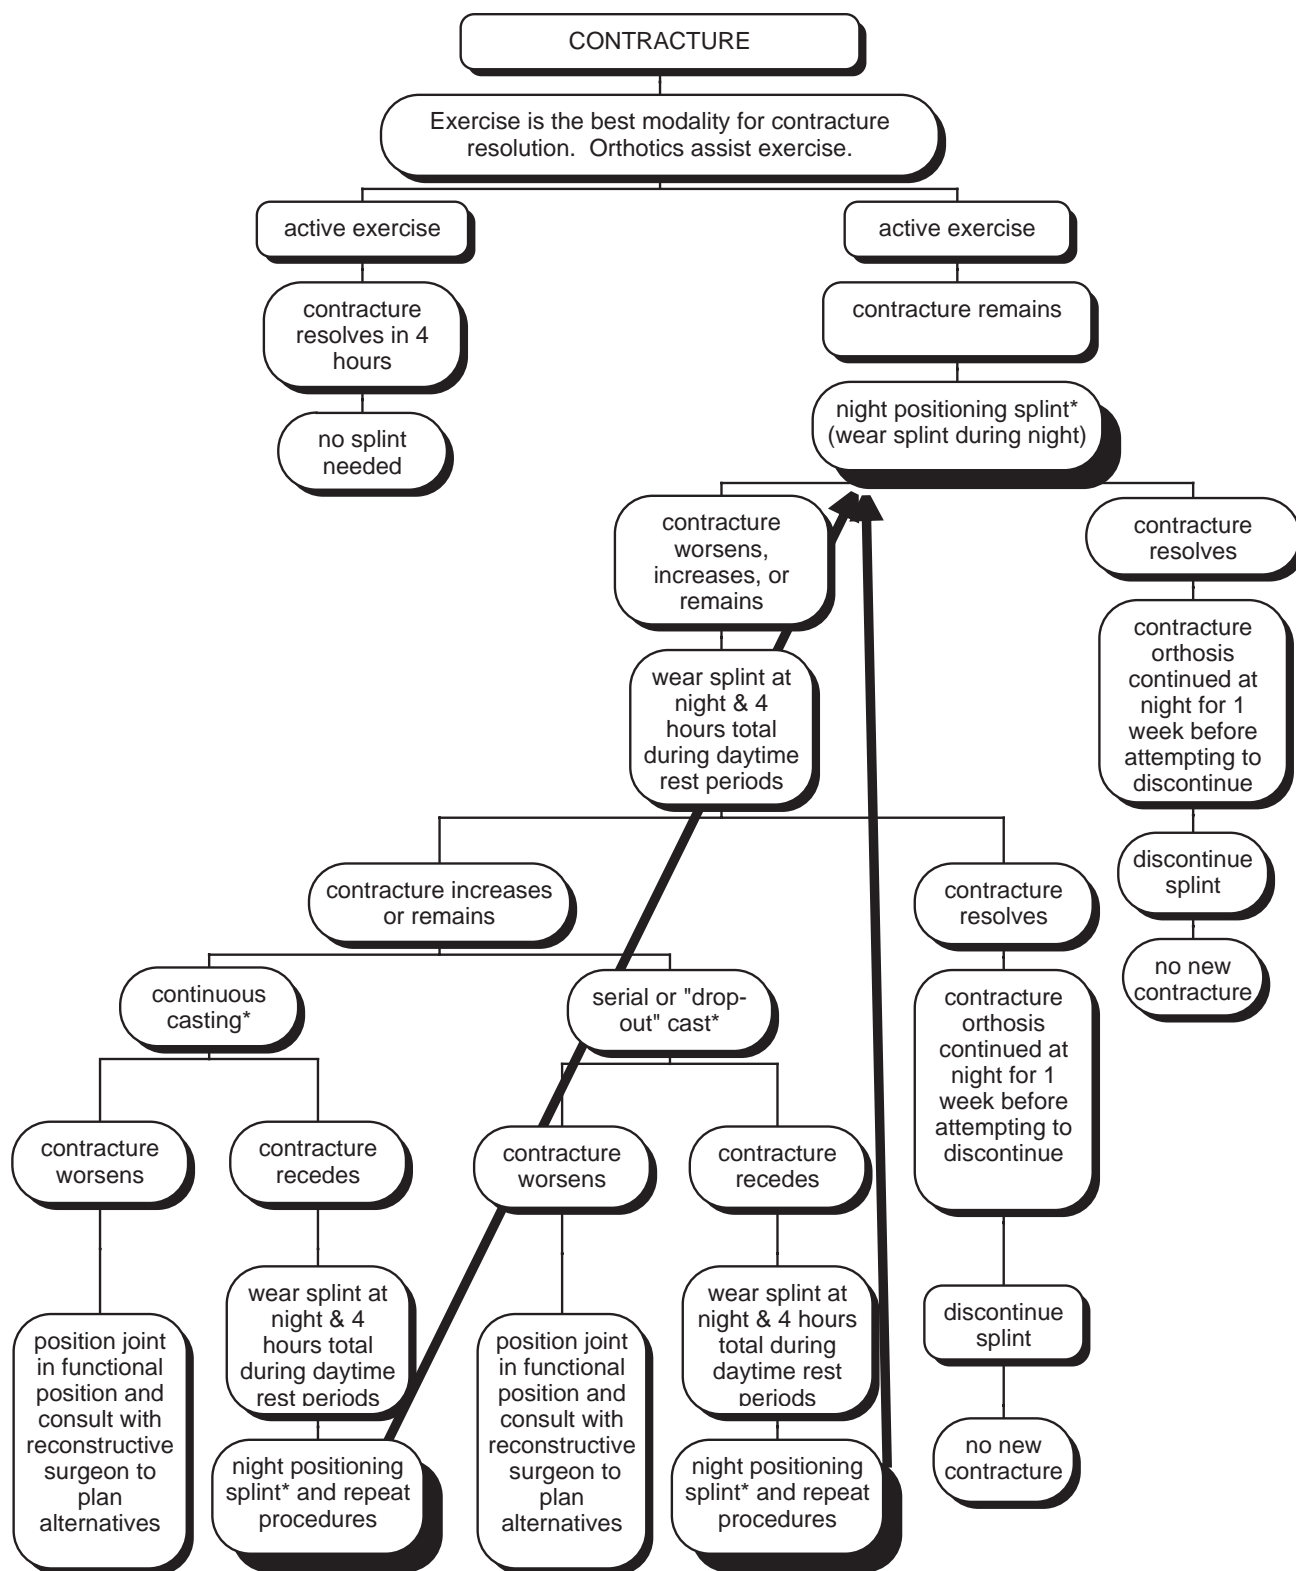 CONTRACTURE
Exercise is the best modality for contracture
resolution.  Orthotics assist exercise.
active exercise
active exercise
contracture
resolves in 4
hours
contracture remains
no splint
needed
night positioning splint*
(wear splint during night)
contracture
worsens,
increases, or
remains
contracture
resolves
wear splint at
night & 4
hours total
during daytime
rest periods
contracture
orthosis
continued at
night for 1
week before
attempting to
discontinue
discontinue
splint
no new
contracture
contracture increases
or remains
contracture
resolves
continuous
casting*
serial or "drop-
out" cast*
contracture
orthosis
continued at
night for 1
week before
attempting to
discontinue
contracture
worsens
contracture
recedes
contracture
worsens
contracture
recedes
position joint
in functional
position and
consult with
reconstructive
surgeon to
plan
alternatives
wear splint at
night & 4
hours total
during daytime
rest periods
night positioning
splint* and repeat
procedures
position joint
in functional
position and
consult with
reconstructive
surgeon to
plan
alternatives
wear splint at
night & 4 hours
total during
daytime rest
periods
night positioning
splint* and repeat
procedures
discontinue
splint
no new
contracture